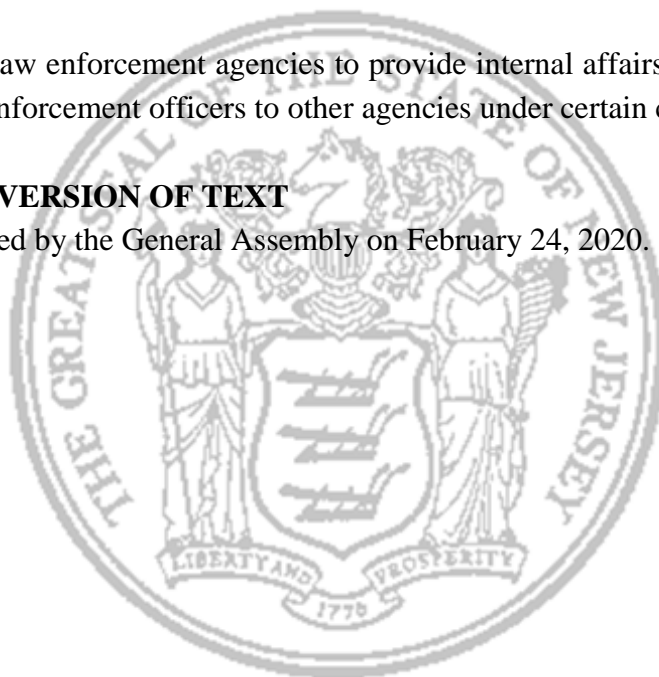 aw enforcement agencies to provide internal affairs
nforcement officers to other agencies under certain c
VERSION OF TEXT
ed by the General Assembly on February 24, 2020.
THE GREAT SEAL OF THE STATE OF NEW JERSEY
LIBERTY AND PROSPERITY
1776